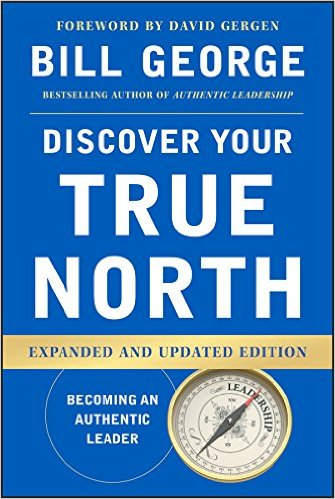 FOREWORD BY DAVID GERGEN
BILL GEORGE
BESTSELLING AUTHOR OF AUTHENTIC LEADERSHIP
DISCOVER YOUR
TRUE
NORTH
EXPANDED AND UPDATED EDITION
BECOMING AN
AUTHENTIC
LEADER
LEADERSHIP